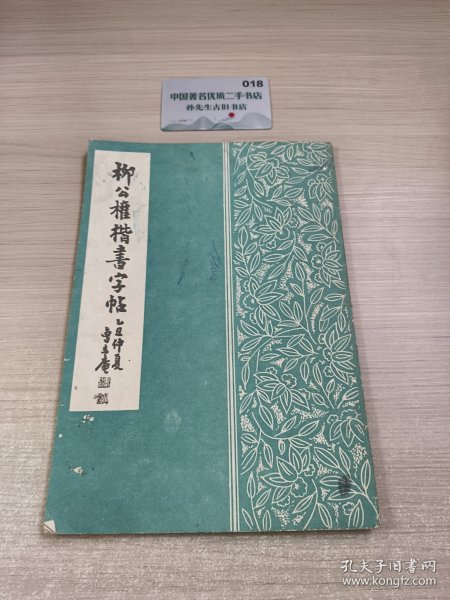 018
中国著名优质二手书店
孙先生古旧书店
柳公權楷書字帖
乙丑仲夏
孔夫子旧书网
www.kongfz.com